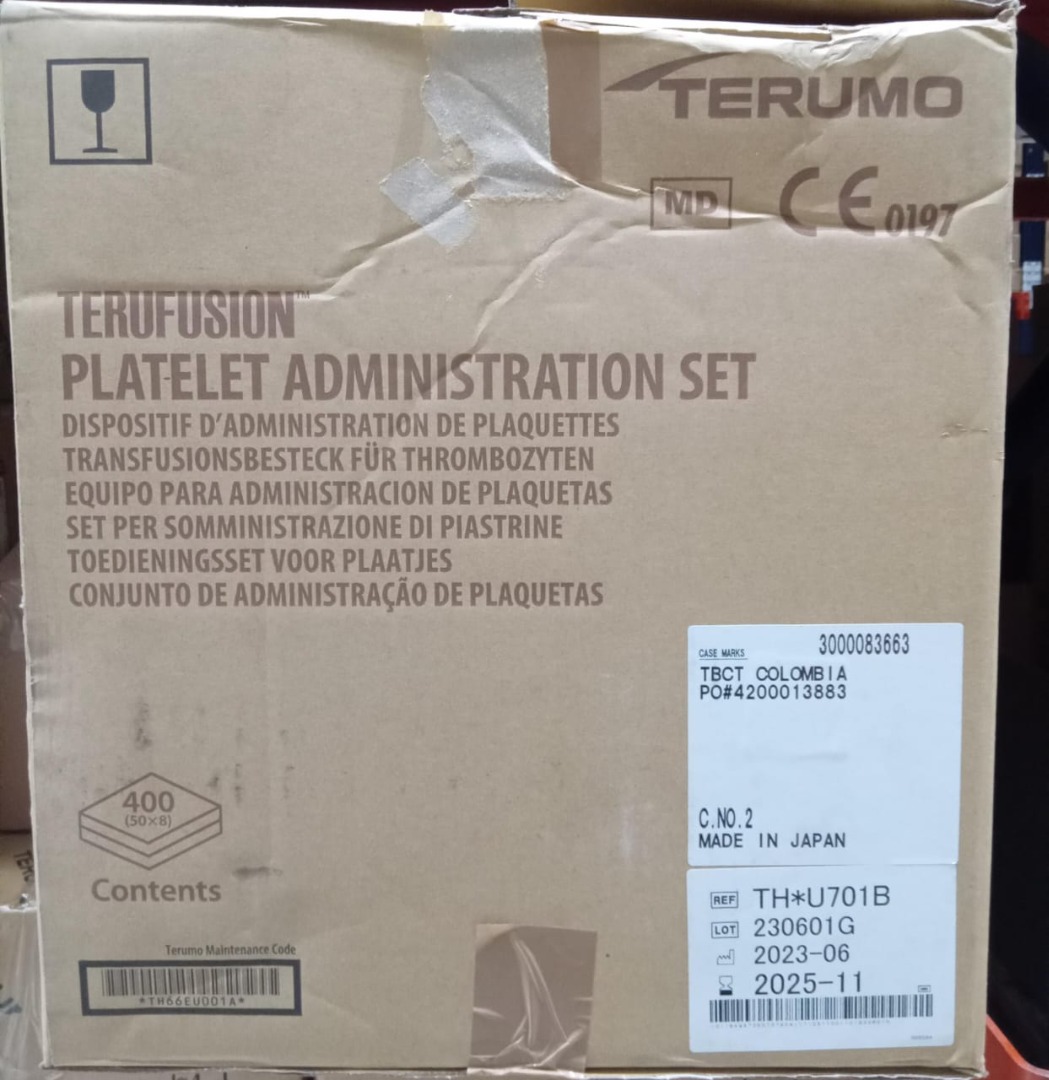 TERUMO
MD CE 0197
TERUFUSION™
PLATELET ADMINISTRATION SET
DISPOSITIF D'ADMINISTRATION DE PLAQUETTES
TRANSFUSIONSBESTECK FÜR THROMBOZYTEN
EQUIPO PARA ADMINISTRACION DE PLAQUETAS
SET PER SOMMINISTRAZIONE DI PIASTRINE
TOEDIENINGSSET VOOR PLAATJES
CONJUNTO DE ADMINISTRAÇÃO DE PLAQUETAS
CASE MARKS 3000083663
TBCT COLOMBIA
PO#4200013883
C.NO.2
MADE IN JAPAN
400
(50×8)
Contents
Terumo Maintenance Code
*TH66EU001A*
REF TH*U701B
LOT 230601G
2023-06
2025-11